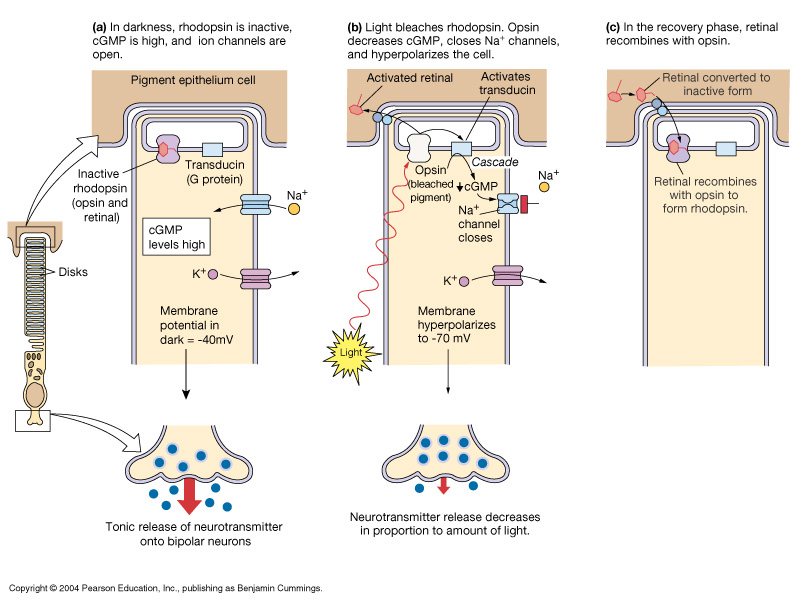 (a) In darkness, rhodopsin is inactive,
cGMP is high, and ion channels are
open.
Pigment epithelium cell
Inactive
rhodopsin
(opsin and
retinal)
Transducin
(G protein)
Na+
cGMP
levels high
Disks
K+
Membrane
potential in
dark = -40mV
Tonic release of neurotransmitter
onto bipolar neurons
(b) Light bleaches rhodopsin. Opsin
decreases cGMP, closes Na+ channels,
and hyperpolarizes the cell.
Activated retinal
Activates
transducin
Opsin
(bleached
pigment)
Cascade
cGMP
Na+
Na+
channel
closes
K+
Membrane
hyperpolarizes
to -70 mV
Light
Neurotransmitter release decreases
in proportion to amount of light.
(c) In the recovery phase, retinal
recombines with opsin.
Retinal converted to
inactive form
Retinal recombines
with opsin to
form rhodopsin.
Copyright © 2004 Pearson Education, Inc., publishing as Benjamin Cummings.